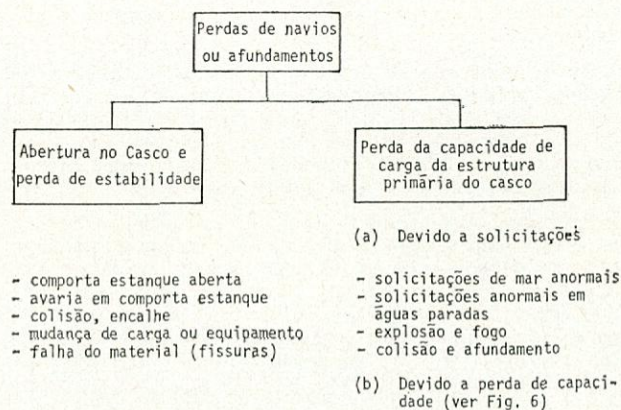 Perdas de navios
ou afundamentos
Abertura no Casco e
perda de estabilidade
Perda da capacidade de
carga da estrutura
primária do casco
- comporta estanque aberta
- avaria em comporta estanque
- colisão, encalhe
- mudança de carga ou equipamento
- falha do material (fissuras)
(a) Devido a solicitações
- solicitações de mar anormais
- solicitações anormais em
águas paradas
- explosão e fogo
- colisão e afundamento
(b) Devido a perda de capaci-
dade (ver Fig. 6)